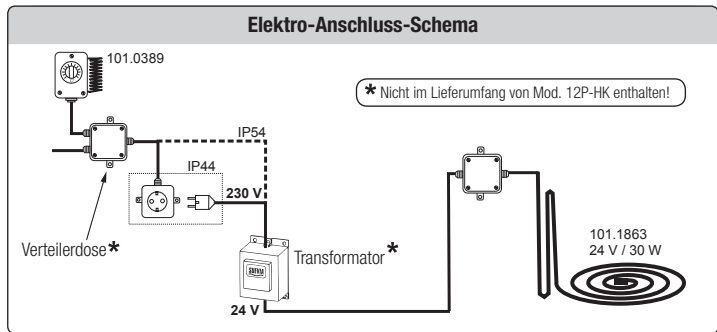 Elektro-Anschluss-Schema
101.0389
* Nicht im Lieferumfang von Mod. 12P-HK enthalten!
IP54
IP44
230 V
Verteilerdose*
Transformator*
SUEVIA
24 V
101.1863
24 V / 30 W